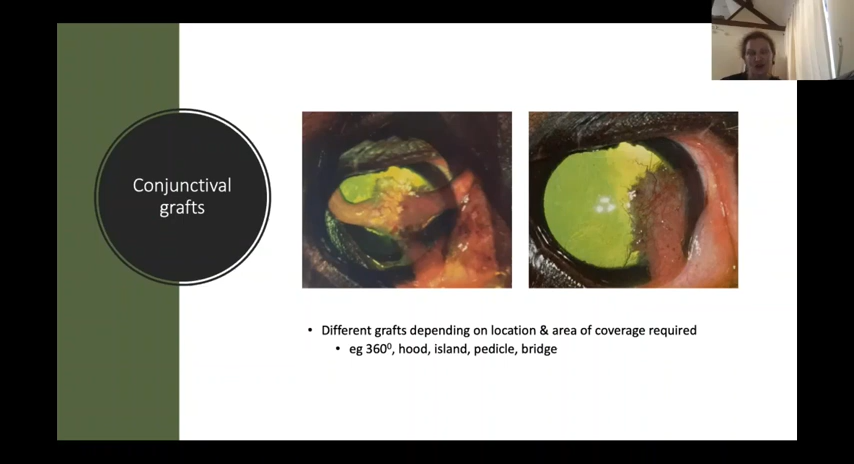 Conjunctival
grafts
• Different grafts depending on location & area of coverage required
• eg 360⁰, hood, island, pedicle, bridge